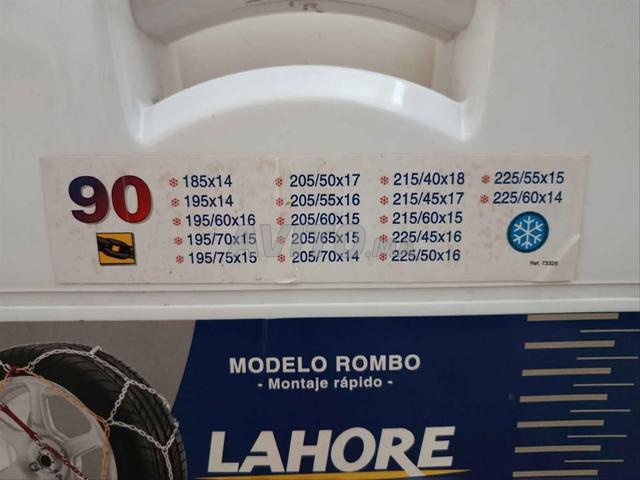 90
185x14
195x14
195/60x16
195/70x15
195/75x15
205/50x17
205/55x16
205/60x15
205/65x15
205/70x14
215/40x18
215/45x17
215/60x15
225/45x16
225/50x16
225/55x15
225/60x14
Ref. 73326
MODELO ROMBO
- Montaje rápido -
LAHORE